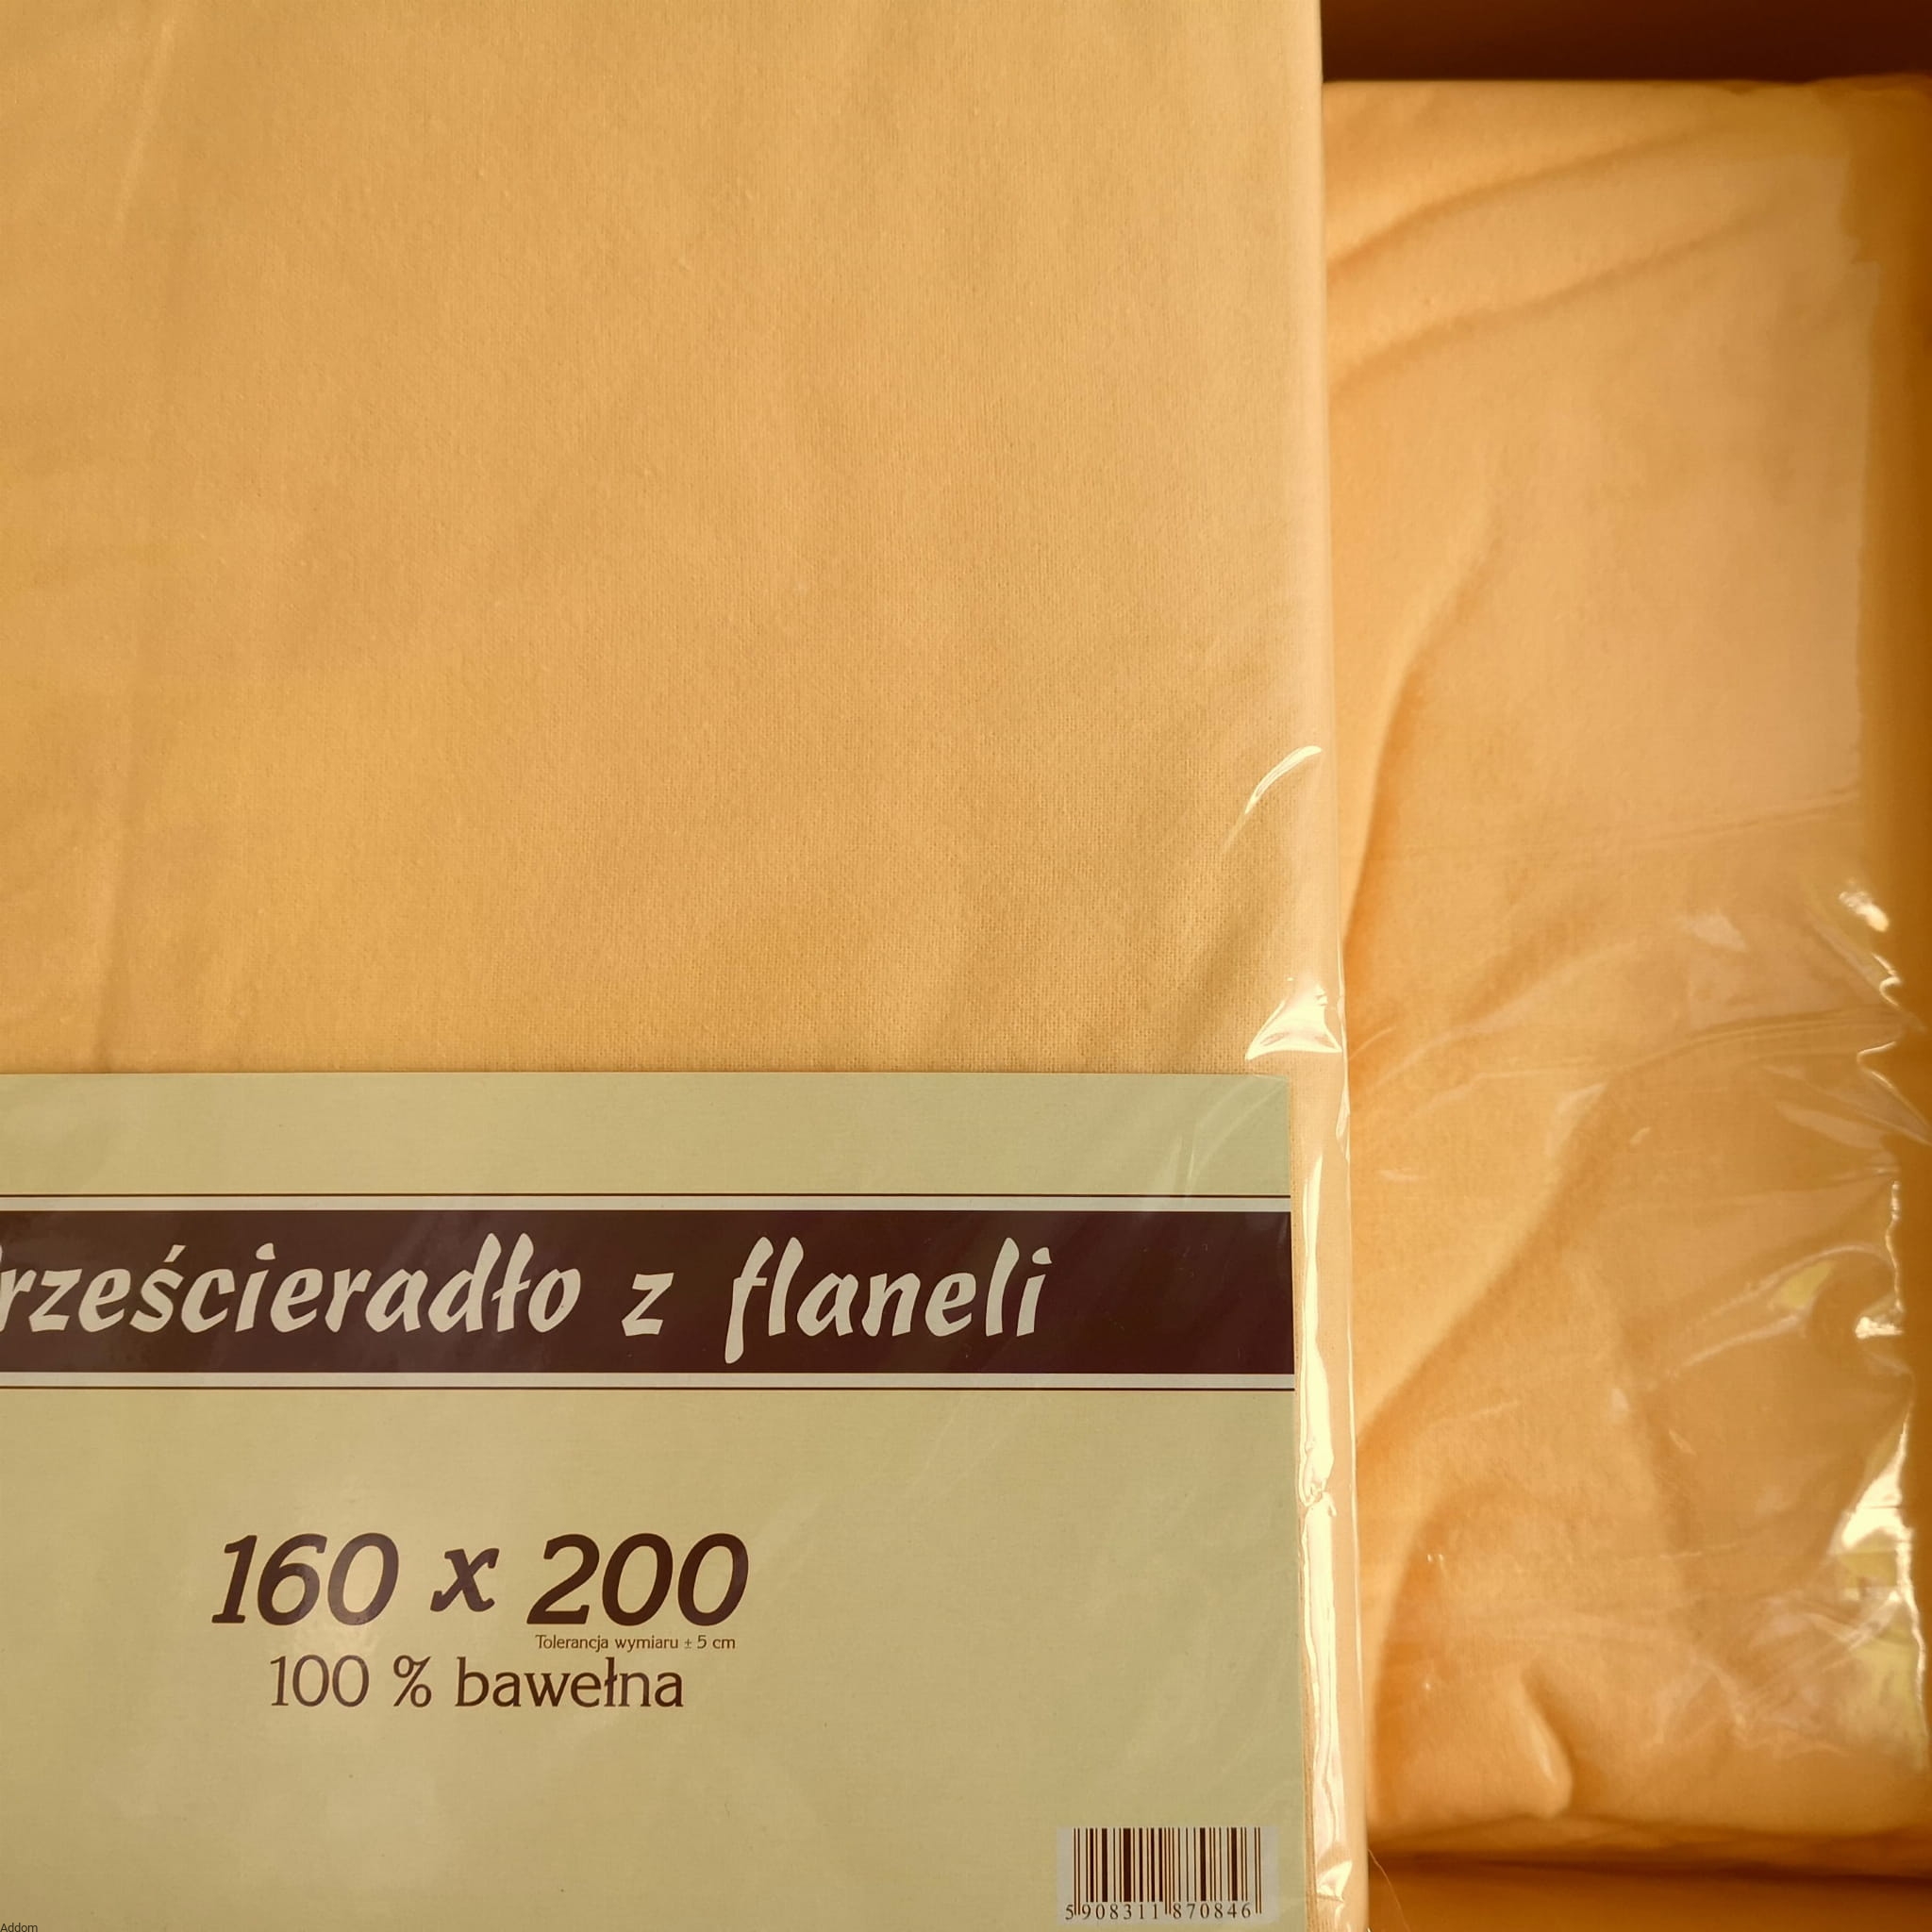 rześcieradło z flaneli
160 x 200
Tolerancja wymiaru ± 5 cm
100 % bawełna
5908311870846
Addom